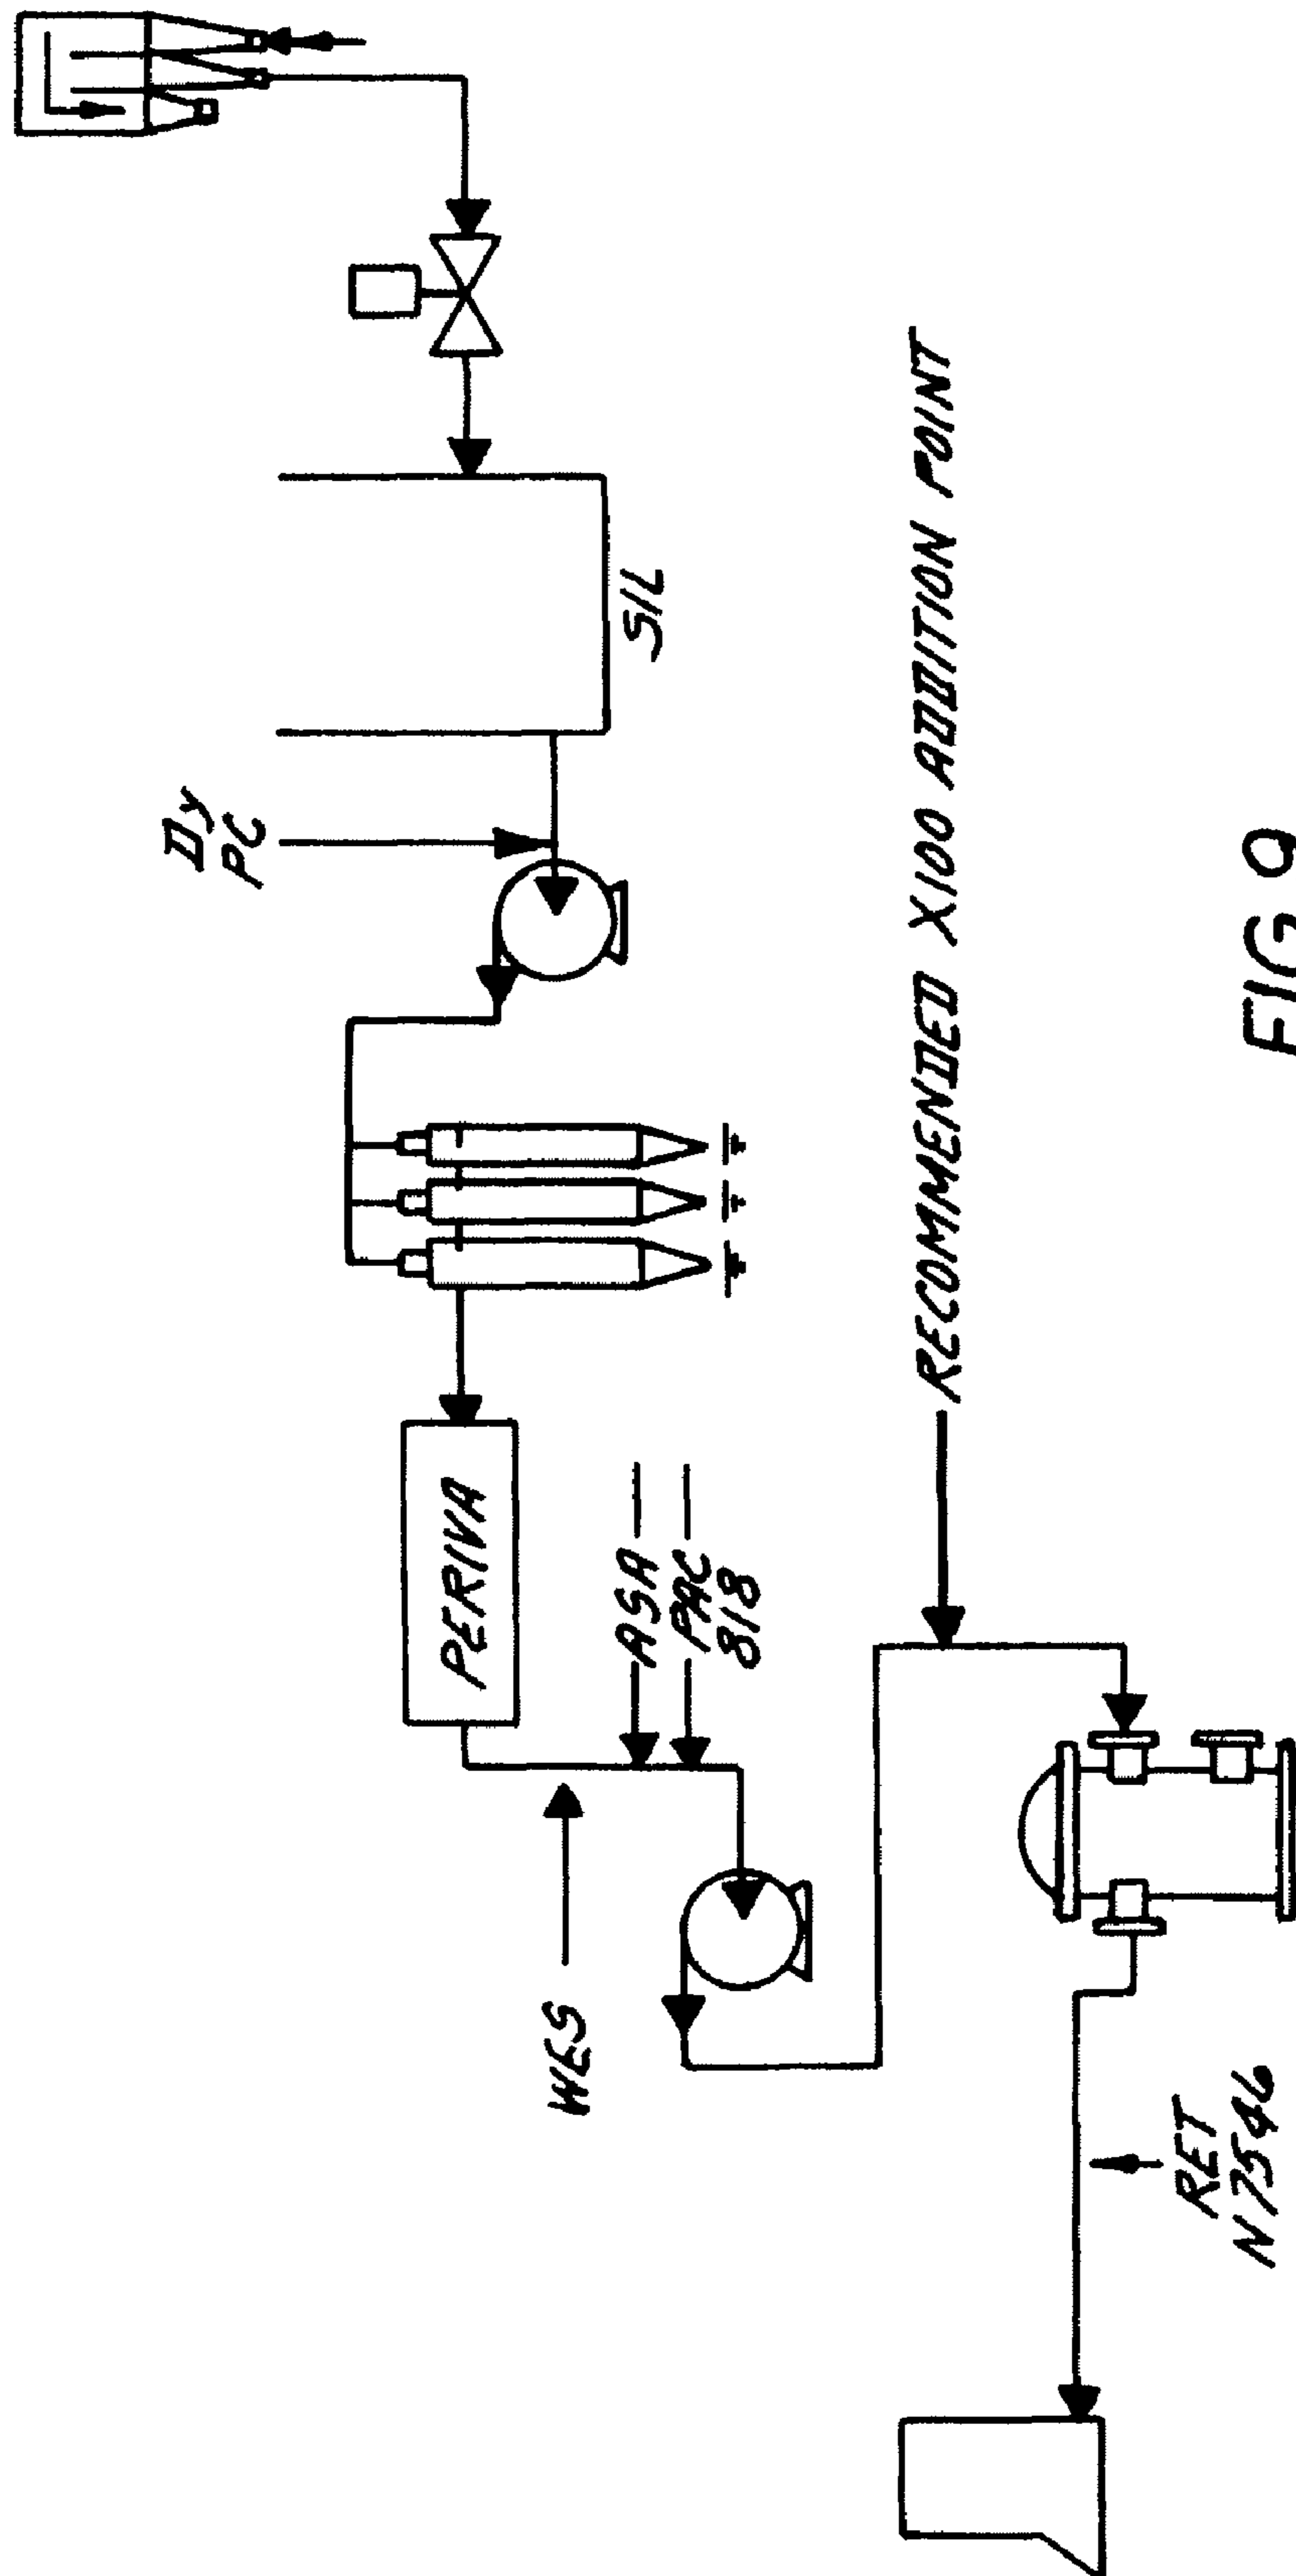 Dy
PC
SIL
PERIVA
WES
ASA
PAC
818
RECOMMENDED X100 ADDITION POINT
RET
N7546
FIG 9